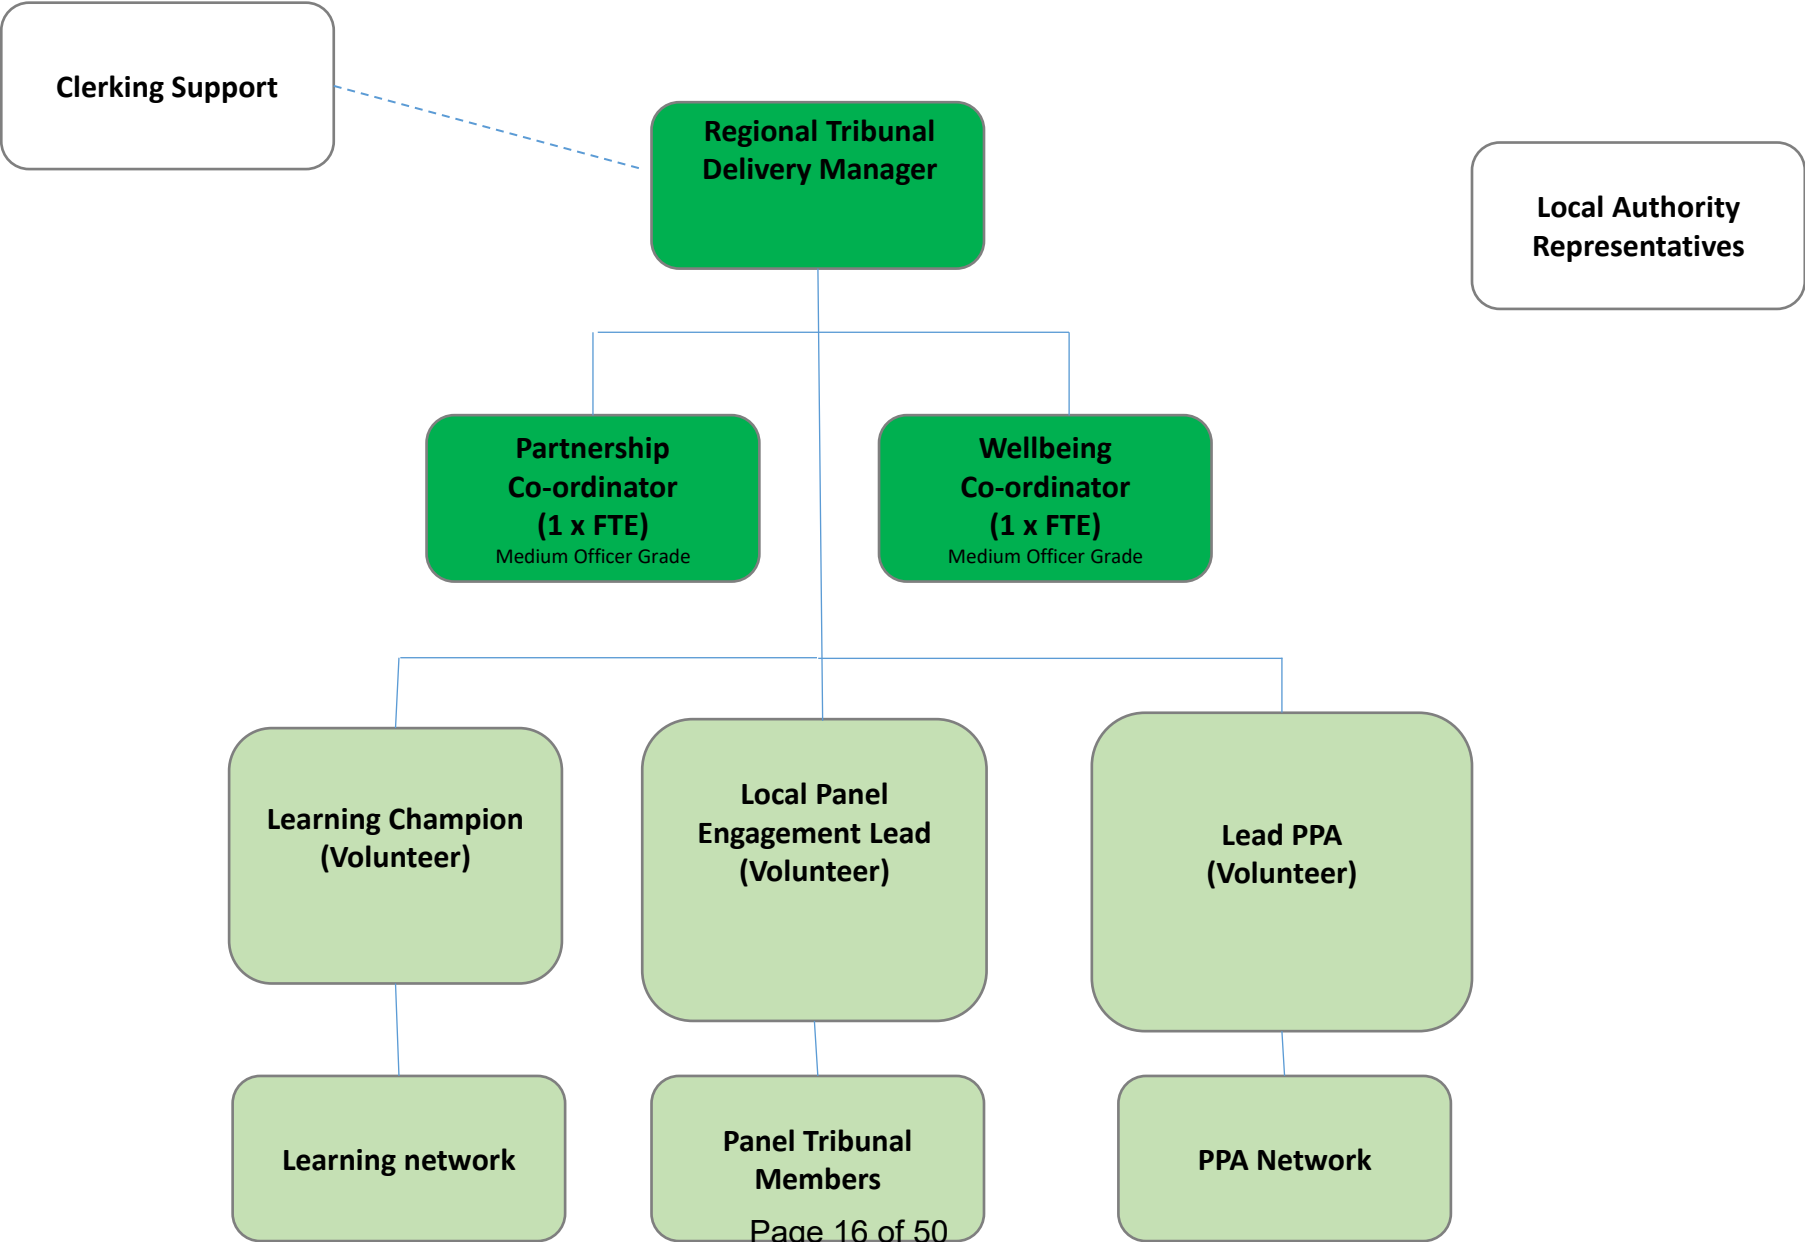 Clerking Support
Regional Tribunal
Delivery Manager
Local Authority
Representatives
Partnership
Co-ordinator
(1 x FTE)
Medium Officer Grade
Wellbeing
Co-ordinator
(1 x FTE)
Medium Officer Grade
Learning Champion
(Volunteer)
Local Panel
Engagement Lead
(Volunteer)
Lead PPA
(Volunteer)
Learning network
Panel Tribunal
Members
PPA Network
Page 16 of 50